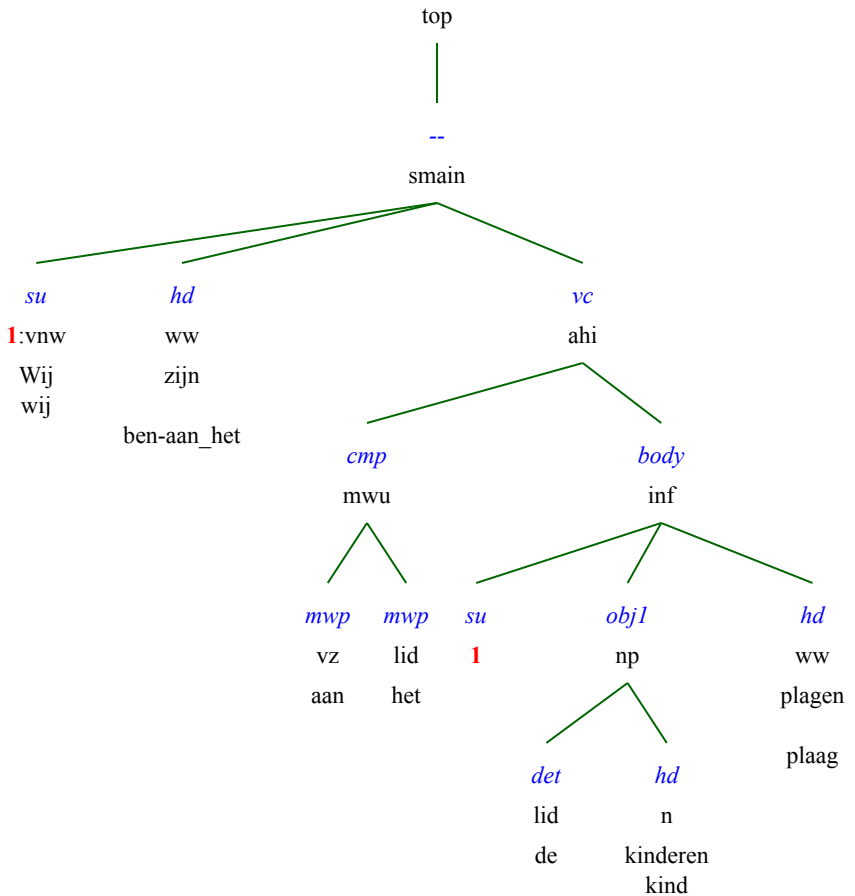 top
--
smain
su hd vc
1:vnw ww ahi
Wij zijn
wij
ben-aan_het
cmp body
mwu inf
mwp mwp su obj1 hd
vz lid 1 np ww
aan het plagen
plaag
det hd
lid n
de kinderen
kind